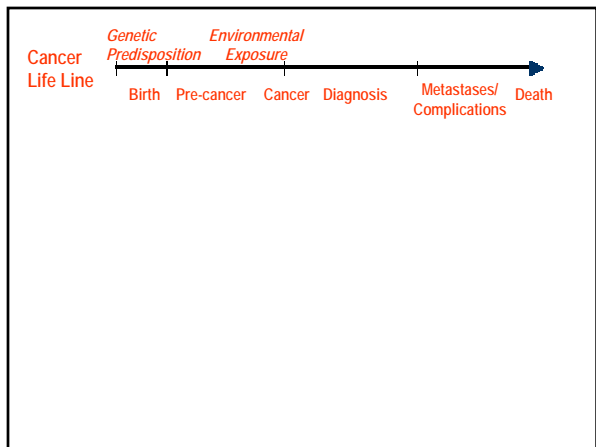 Genetic
Predisposition
Environmental
Exposure
Cancer
Life Line
Birth
Pre-cancer
Cancer
Diagnosis
Metastases/
Complications
Death